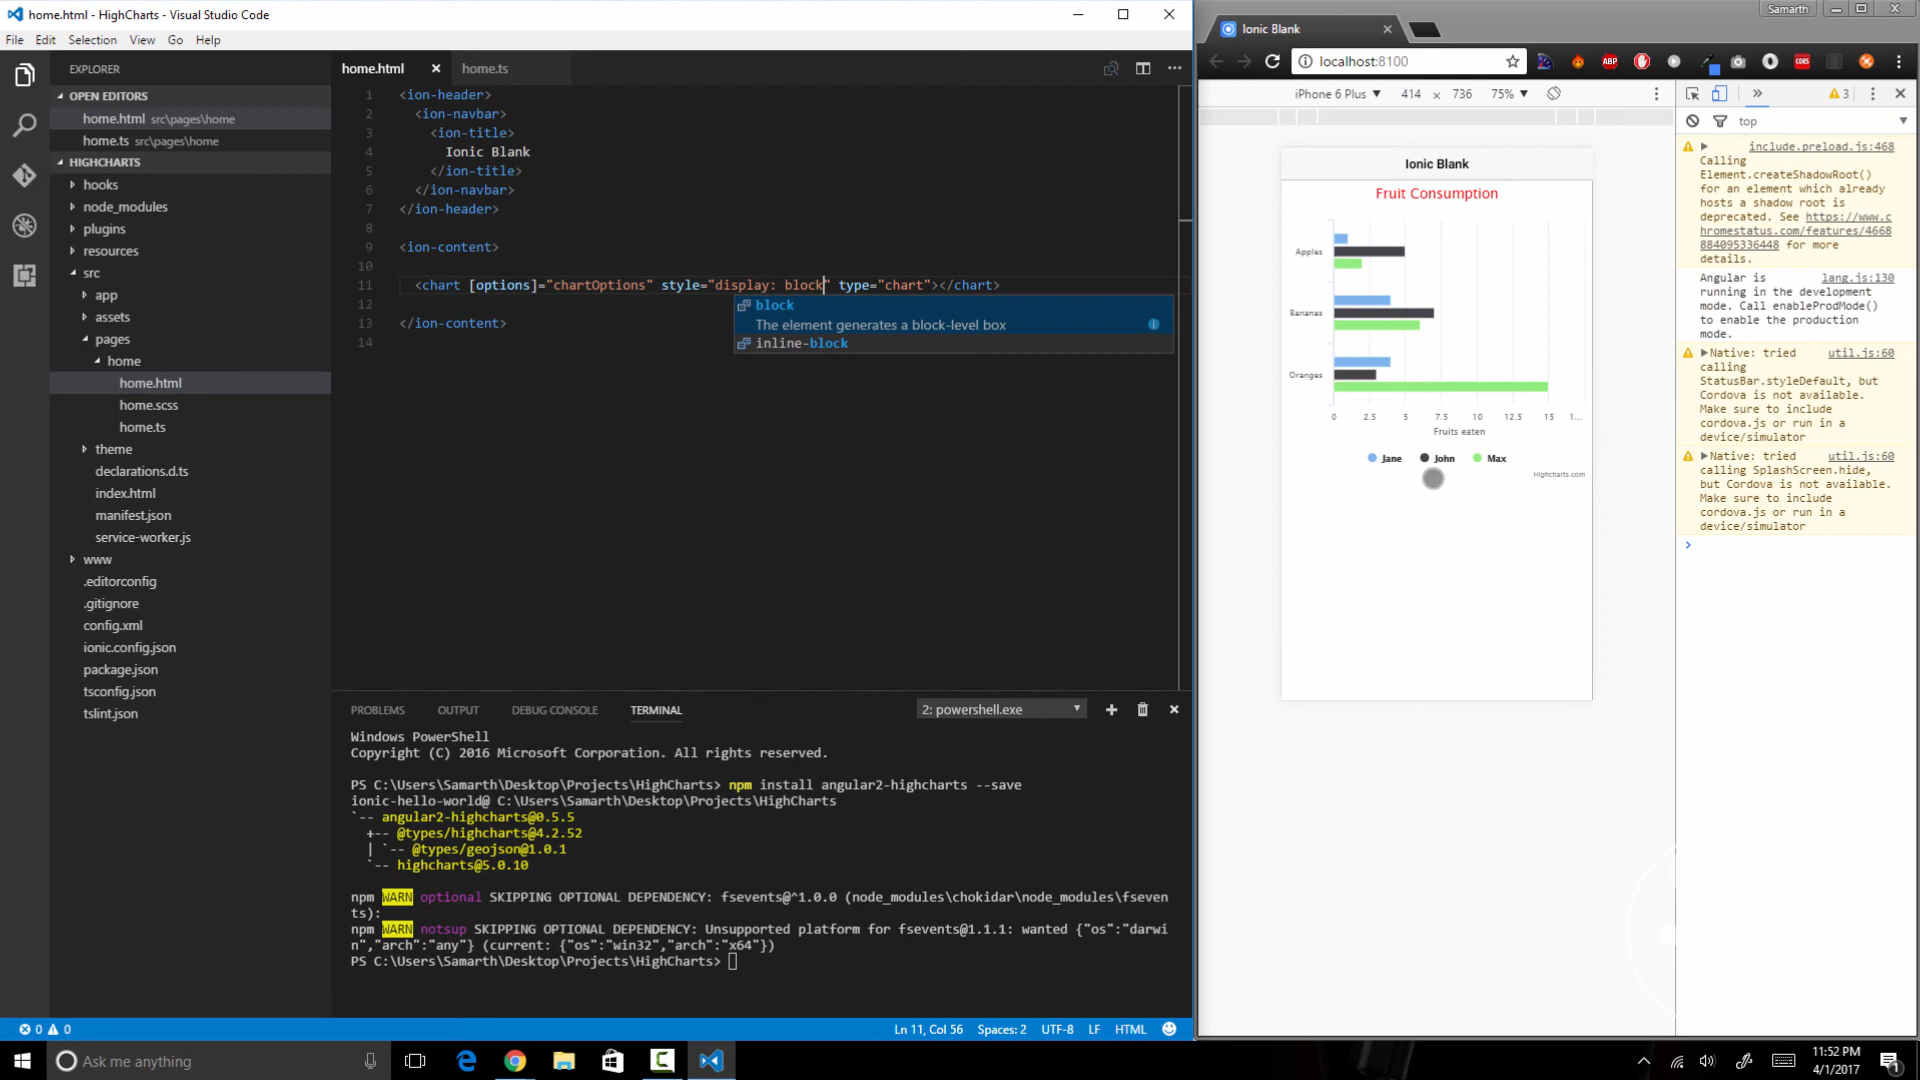 home.html - HighCharts - Visual Studio Code
File Edit Selection View Go Help
EXPLORER
OPEN EDITORS
home.html src\pages\home
home.ts src\pages\home
HIGHCHARTS
hooks
node_modules
plugins
resources
src
app
assets
pages
home
home.html
home.scss
home.ts
theme
declarations.d.ts
index.html
manifest.json
service-worker.js
www
.editorconfig
.gitignore
config.xml
ionic.config.json
package.json
tsconfig.json
tslint.json
home.html home.ts
1 <ion-header>
2 <ion-navbar>
3 <ion-title>
4 Ionic Blank
5 </ion-title>
6 </ion-navbar>
7 </ion-header>
8
9 <ion-content>
10
11 <chart [options]="chartOptions" style="display: block" type="chart"></chart>
12
13 </ion-content>
14
block
The element generates a block-level box
inline-block
PROBLEMS OUTPUT DEBUG CONSOLE TERMINAL 2: powershell.exe
Windows PowerShell
Copyright (C) 2016 Microsoft Corporation. All rights reserved.
PS C:\Users\Samarth\Desktop\Projects\HighCharts> npm install angular2-highcharts --save
ionic-hello-world@ C:\Users\Samarth\Desktop\Projects\HighCharts
`-- angular2-highcharts@0.5.5
+-- @types/highcharts@4.2.52
| `-- @types/geojson@1.0.1
`-- highcharts@5.0.10
npm WARN optional SKIPPING OPTIONAL DEPENDENCY: fsevents@^1.0.0 (node_modules\chokidar\node_modules\fseven
ts):
npm WARN notsup SKIPPING OPTIONAL DEPENDENCY: Unsupported platform for fsevents@1.1.1: wanted {"os":"darwi
n","arch":"any"} (current: {"os":"win32","arch":"x64"})
PS C:\Users\Samarth\Desktop\Projects\HighCharts>
0 0 Ln 11, Col 56 Spaces: 2 UTF-8 LF HTML
Samarth
Ionic Blank
localhost:8100
ABP
CORS
iPhone 6 Plus 414 × 736 75%
Ionic Blank
Fruit Consumption
Apples
Bananas
Oranges
0 2.5 5 7.5 10 12.5 15 1...
Fruits eaten
Jane John Max
Highcharts.com
3
top
include.preload.js:468
Calling
Element.createShadowRoot()
for an element which already
hosts a shadow root is
deprecated. See https://www.c
hromestatus.com/features/4668
884095336448 for more
details.
Angular is lang.js:130
running in the development
mode. Call enableProdMode()
to enable the production
mode.
Native: tried util.js:60
calling
StatusBar.styleDefault, but
Cordova is not available.
Make sure to include
cordova.js or run in a
device/simulator
Native: tried util.js:60
calling SplashScreen.hide,
but Cordova is not available.
Make sure to include
cordova.js or run in a
device/simulator
Ask me anything
11:52 PM
4/1/2017
1